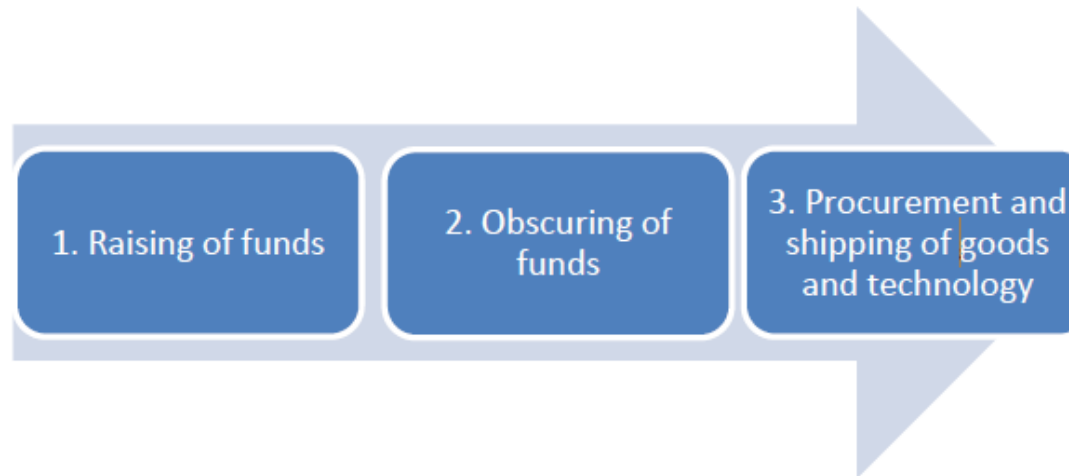 1. Raising of funds
2. Obscuring of
funds
3. Procurement and
shipping of goods
and technology